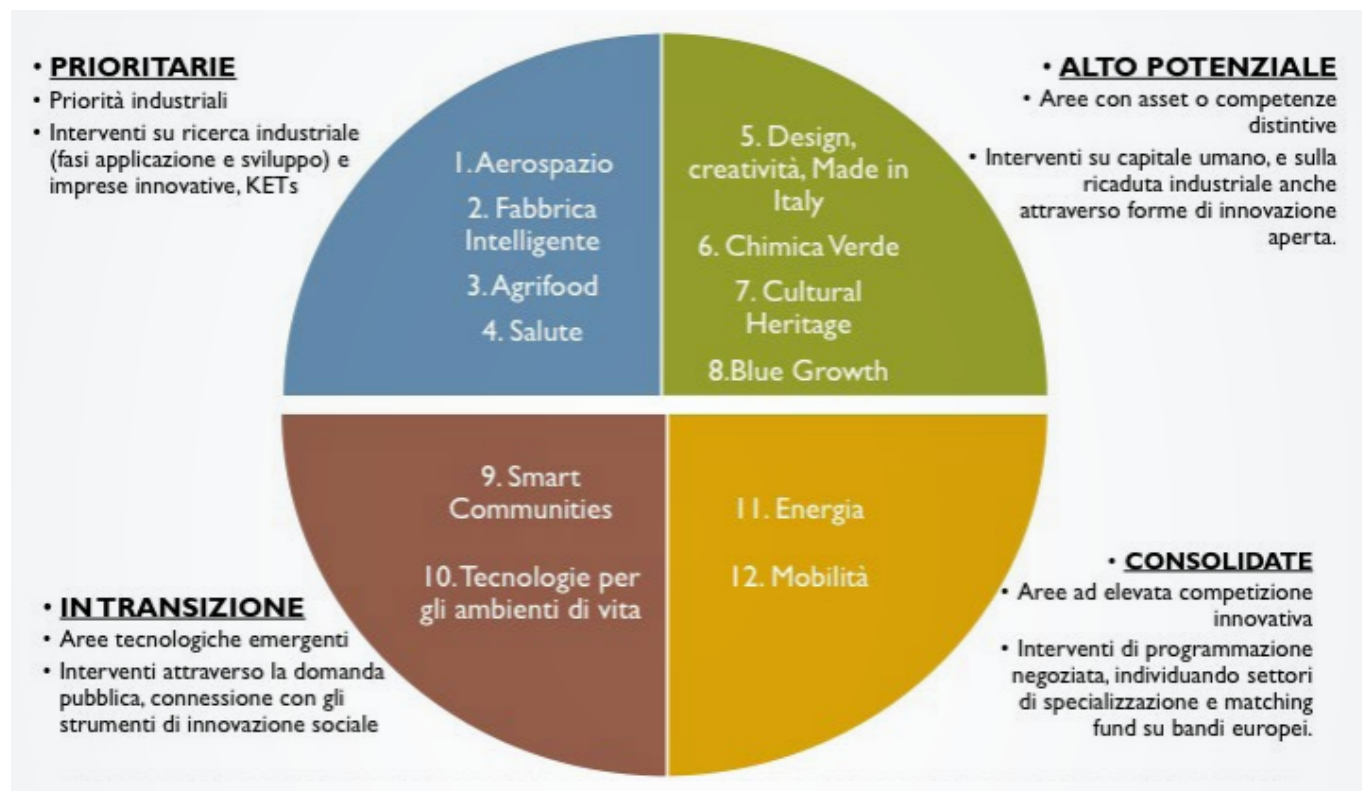 • PRIORITARIE
• Priorità industriali
• Interventi su ricerca industriale
(fasi applicazione e sviluppo) e
imprese innovative, KETs
1. Aerospazio
2. Fabbrica
Intelligente
3. Agrifood
4. Salute
5. Design,
creatività, Made in
Italy
6. Chimica Verde
7. Cultural
Heritage
8.Blue Growth
• ALTO POTENZIALE
• Aree con asset o competenze
distintive
• Interventi su capitale umano, e sulla
ricaduta industriale anche
attraverso forme di innovazione
aperta.
• IN TRANSIZIONE
• Aree tecnologiche emergenti
• Interventi attraverso la domanda
pubblica, connessione con gli
strumenti di innovazione sociale
9. Smart
Communities
10. Tecnologie per
gli ambienti di vita
11. Energia
12. Mobilità
• CONSOLIDATE
• Aree ad elevata competizione
innovativa
• Interventi di programmazione
negoziata, individuando settori
di specializzazione e matching
fund su bandi europei.